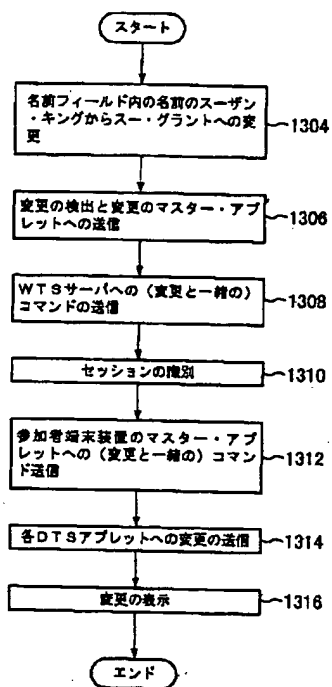 スタート
名前フィールド内の名前のスーザン
・キングからスー・グラントへの変
更
1304
変更の検出と変更のマスター・アプ
レットへの送信
1306
WTSサーバへの(変更と一緒の)
コマンドの送信
1308
セッションの識別
1310
参加者端末装置のマスター・アプ
レットへの(変更と一緒の)コマン
ド送信
1312
各DTSアプレットへの変更の送信
1314
変更の表示
1316
エンド